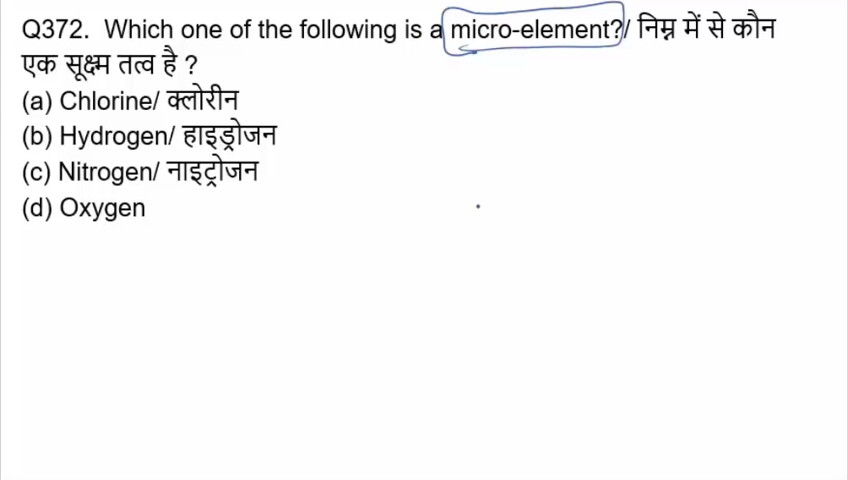 Q372. Which one of the following is a micro-element?/ निम्न में से कौन
एक सूक्ष्म तत्व है ?
(a) Chlorine/ क्लोरीन
(b) Hydrogen/ हाइड्रोजन
(c) Nitrogen/ नाइट्रोजन
(d) Oxygen